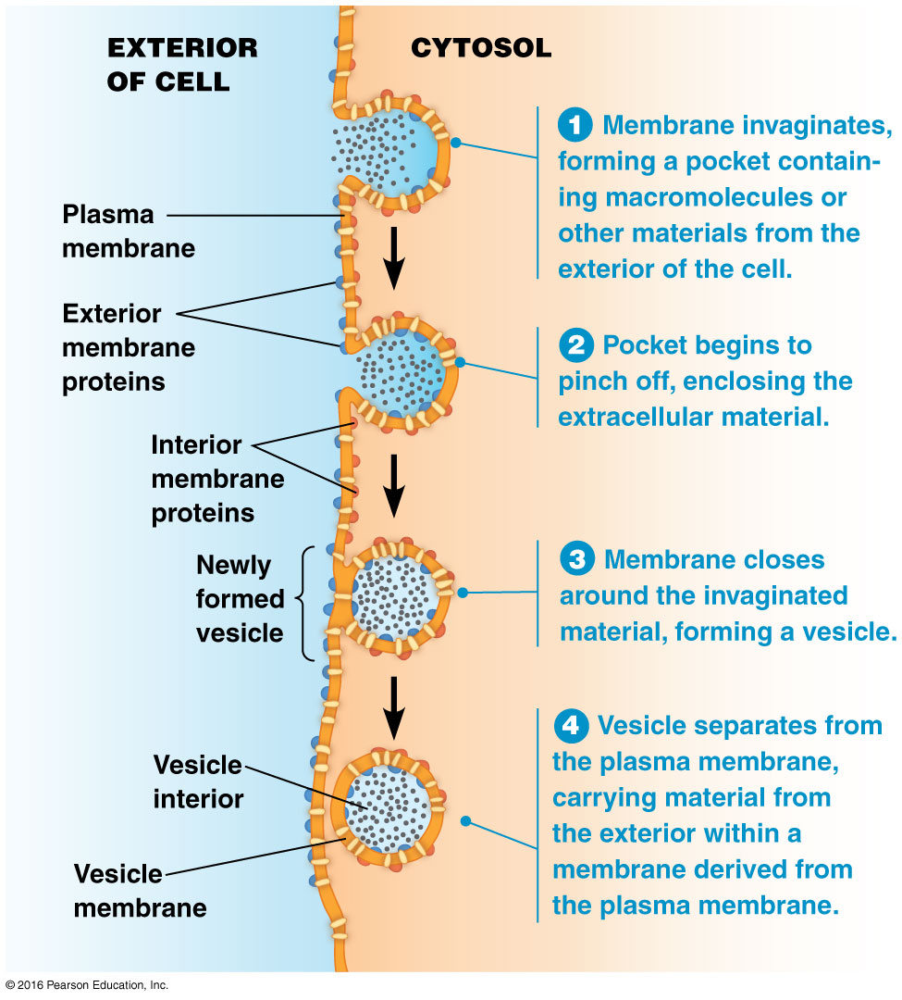 EXTERIOR
OF CELL
CYTOSOL
1 Membrane invaginates,
forming a pocket contain-
ing macromolecules or
other materials from the
exterior of the cell.
Plasma
membrane
Exterior
membrane
proteins
2 Pocket begins to
pinch off, enclosing the
extracellular material.
Interior
membrane
proteins
Newly
formed
vesicle
3 Membrane closes
around the invaginated
material, forming a vesicle.
Vesicle
interior
Vesicle
membrane
4 Vesicle separates from
the plasma membrane,
carrying material from
the exterior within a
membrane derived from
the plasma membrane.
© 2016 Pearson Education, Inc.